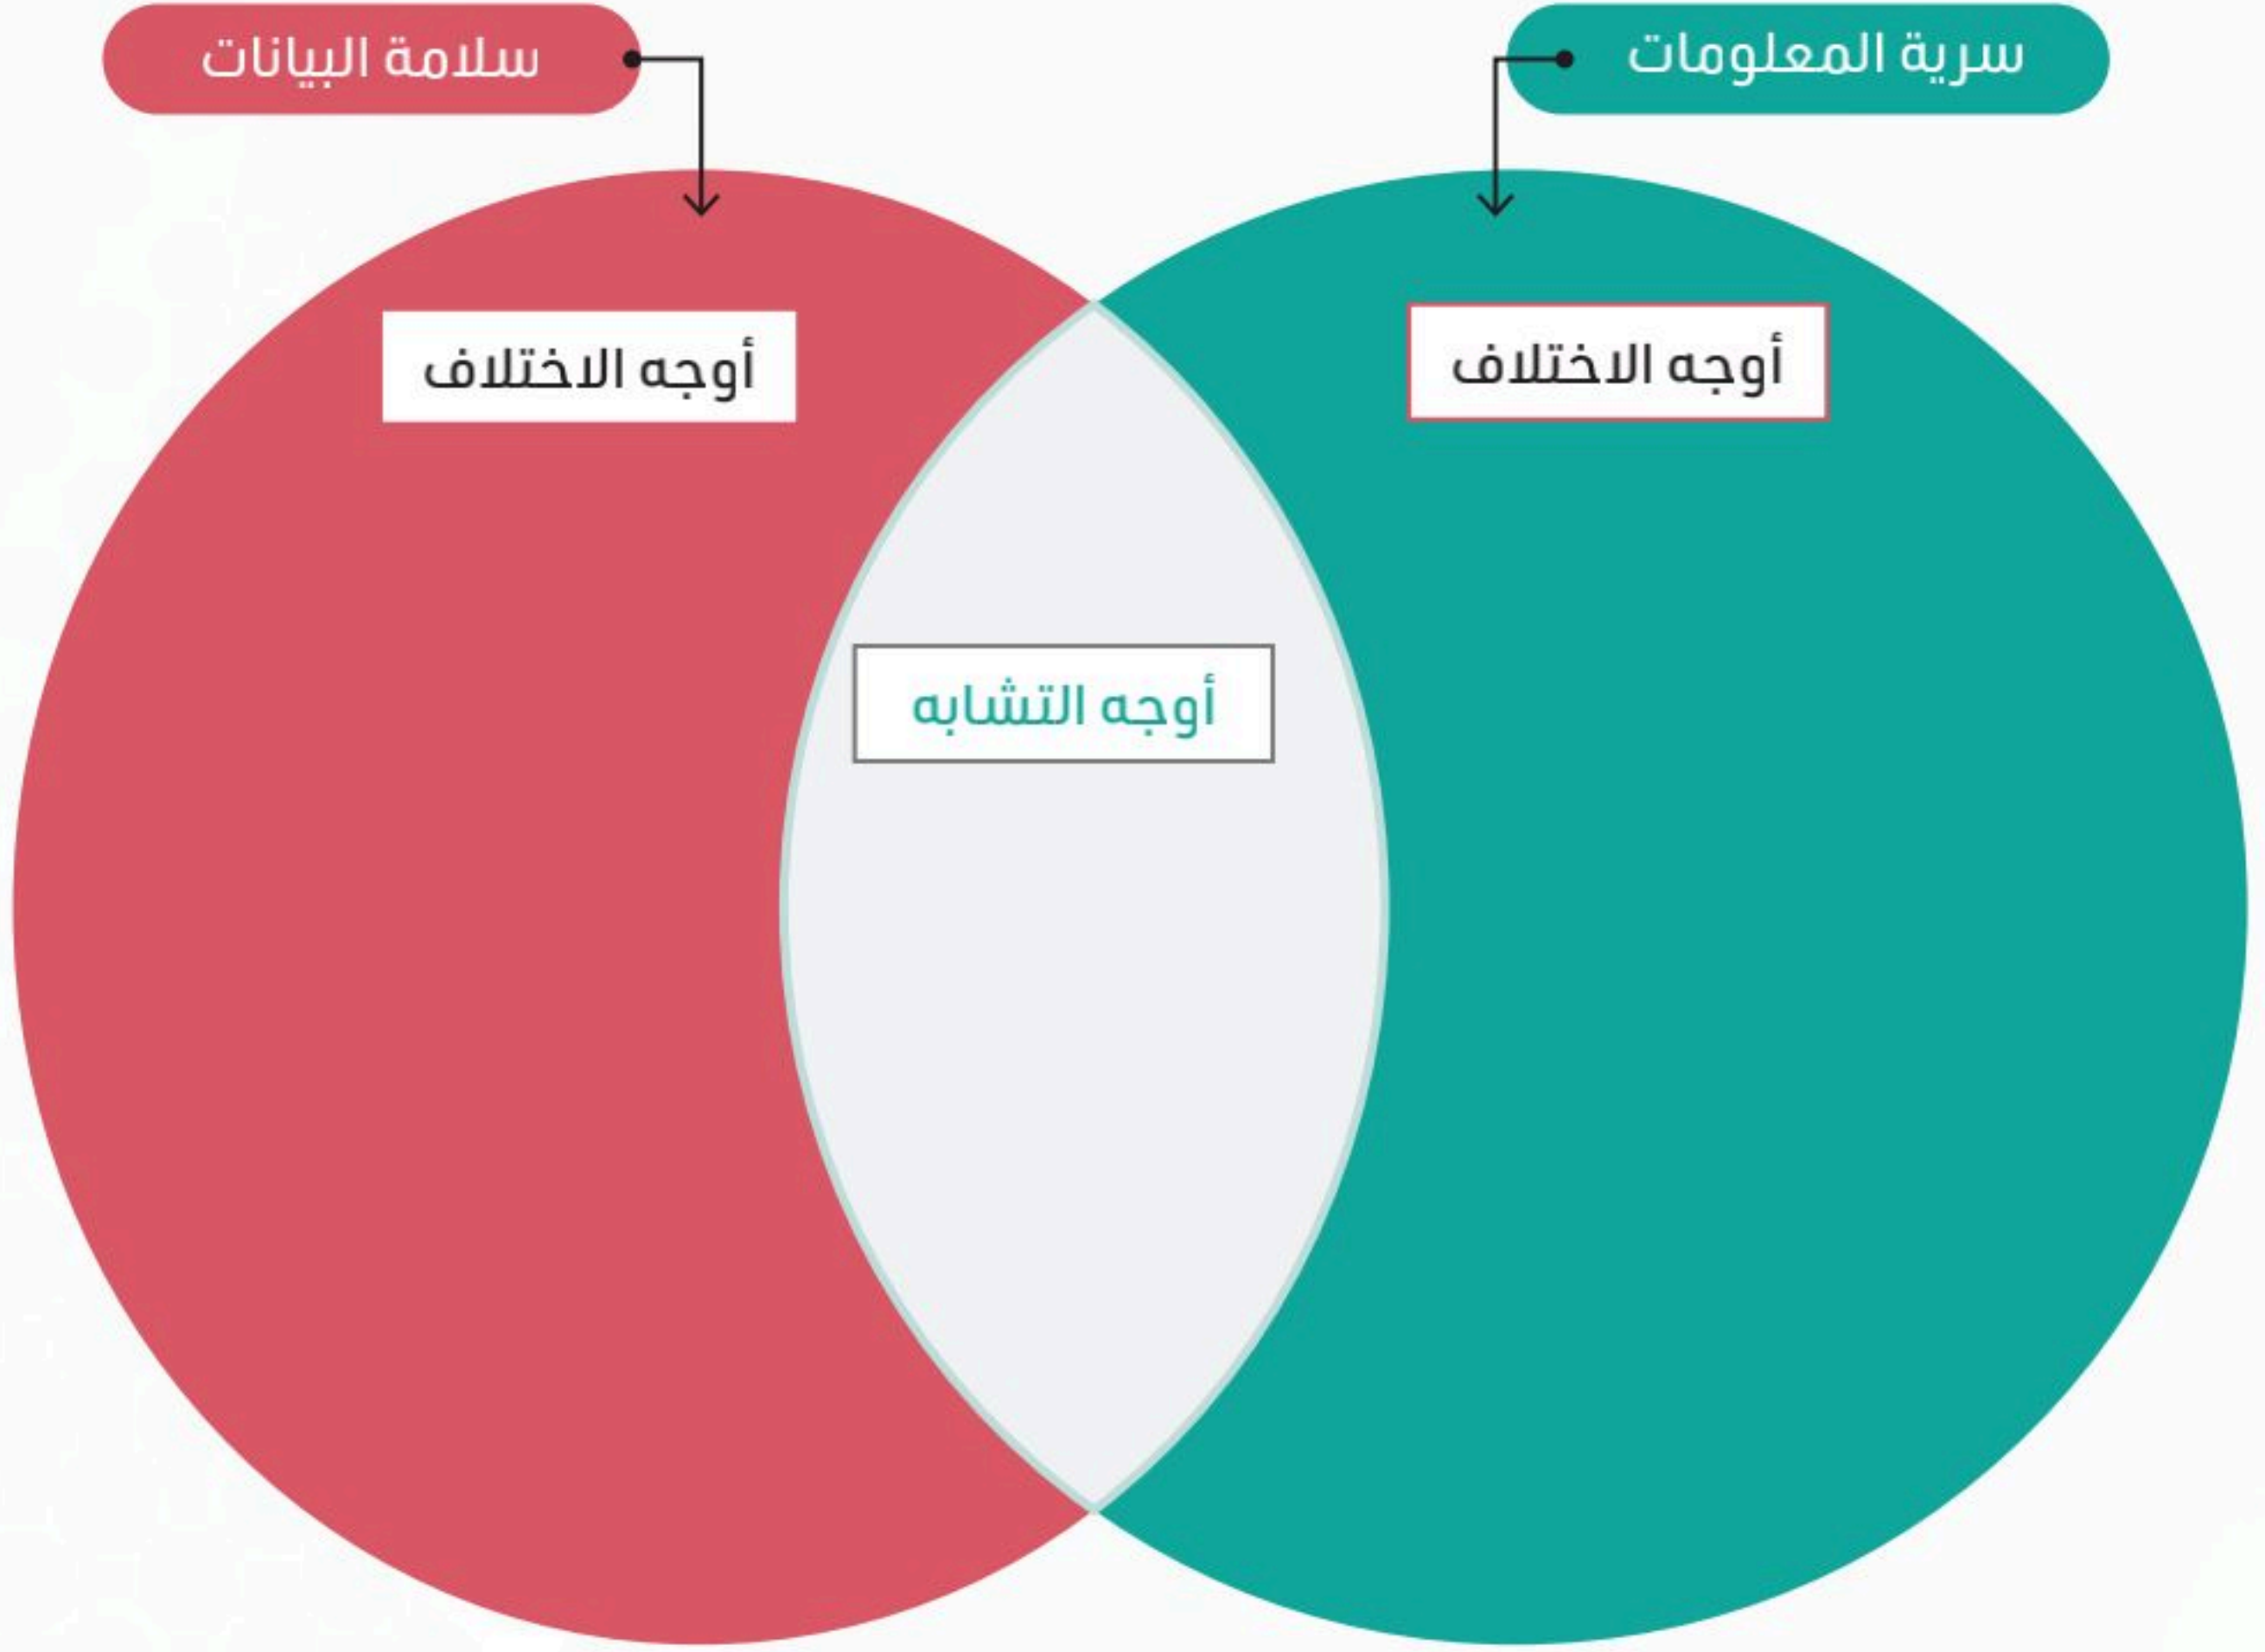 سرية المعلومات
سلامة البيانات
أوجه الاختلاف
أوجه الاختلاف
أوجه التشابه